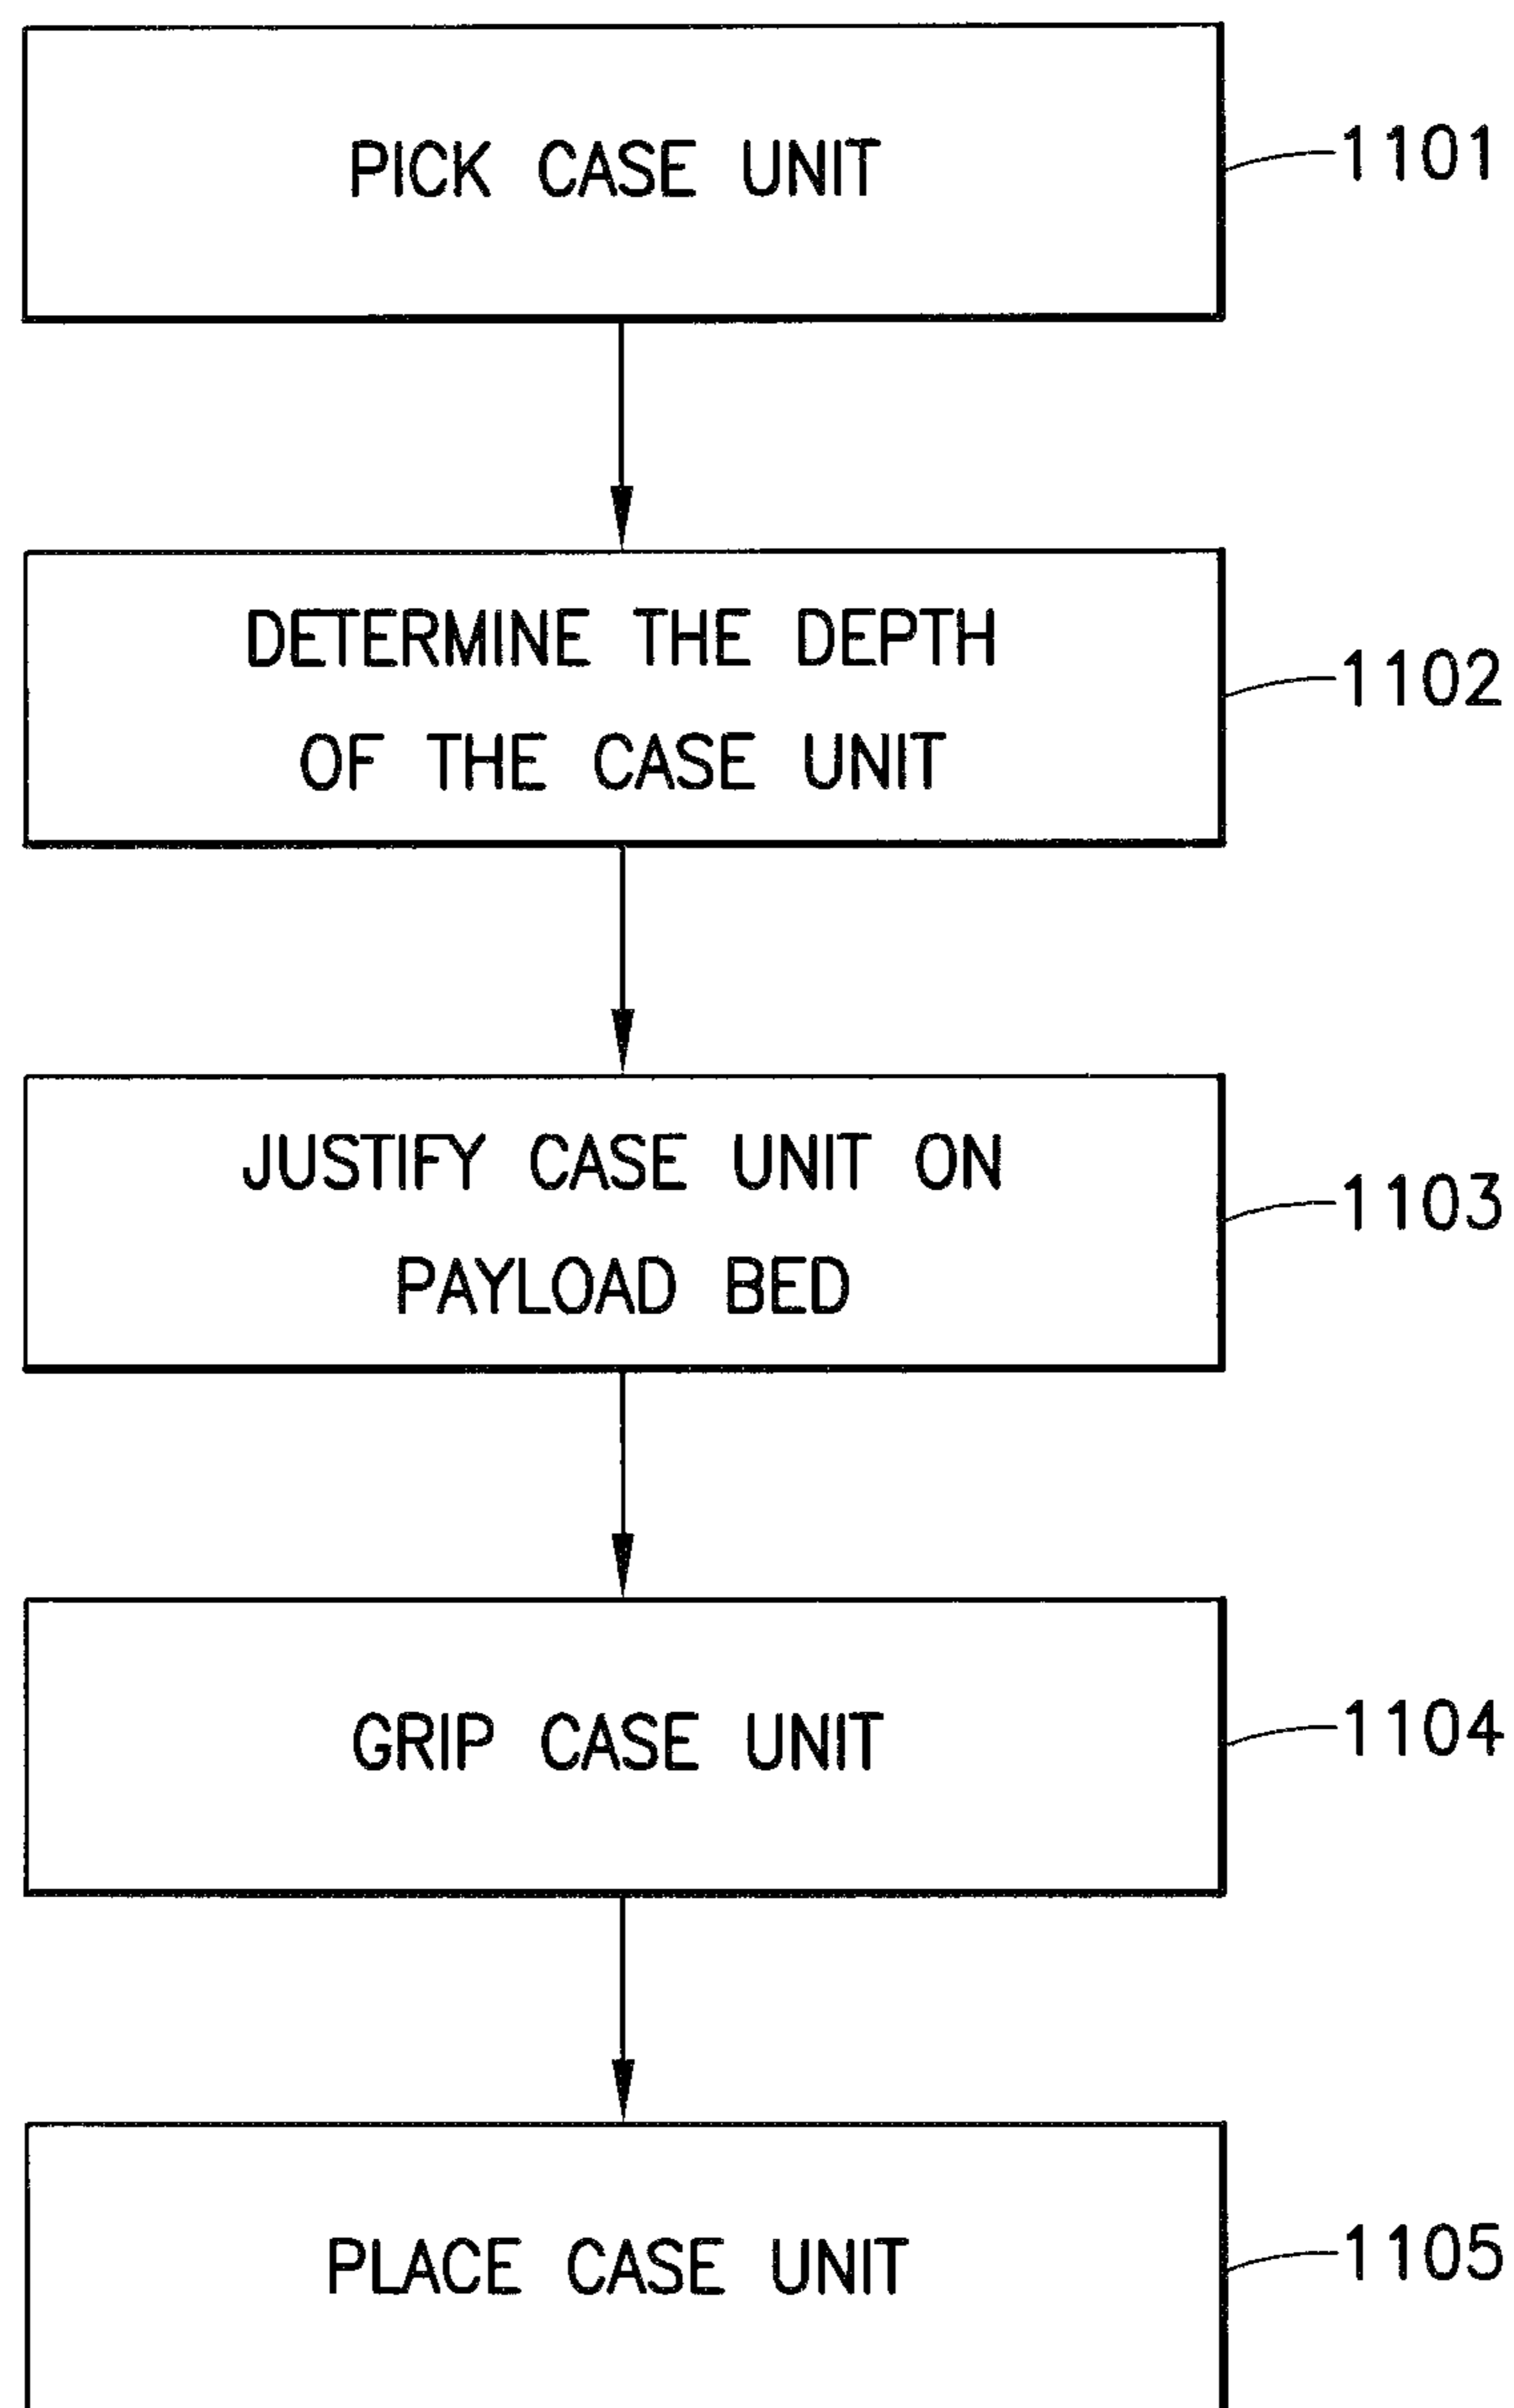 PICK CASE UNIT
1101
DETERMINE THE DEPTH
OF THE CASE UNIT
1102
JUSTIFY CASE UNIT ON
PAYLOAD BED
1103
GRIP CASE UNIT
1104
PLACE CASE UNIT
1105